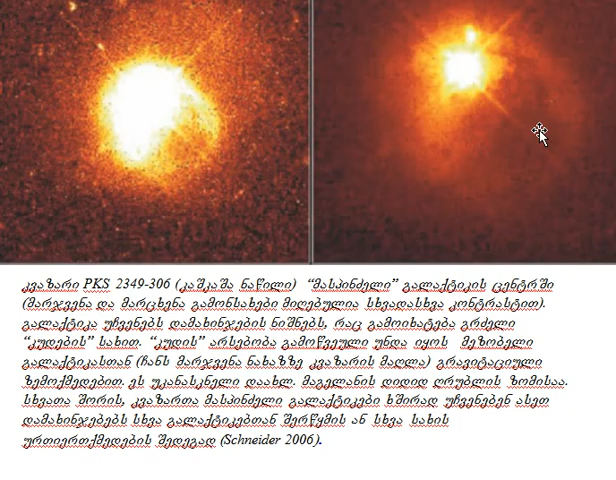 კვაზარი PKS 2349-306 (კაშკაშა ნაწილი) “მასპინძელი” გალაქტიკის ცენტრში
(მარჯვენა და მარცხენა გამოსახები მიღებულია სხვადასხვა კონტრასტით).
გალაქტიკა უჩვენებს დამახინჯების ნიშნებს, რაც გამოიხატება გრძელი
“კუდების” სახით. “კუდის” არსებობა გამოწვეული უნდა იყოს მეზობელი
გალაქტიკასთან (ჩანს მარჯვენა ნახაზზე კვაზარის მაღლა) გრავიტაციული
ზემოქმედებით. ეს უკანასკნელი დაახლ. მაგელანის დიდიდ ღრუბლის ზომისაა.
სხვათა შორის, კვაზართა მასპინძელი გალაქტიკები ხშირად უჩვენებენ ასეთ
დამახინჯებებს სხვა გალაქტიკებთან შერწყმის ან სხვა სახის
ურთიერთქმედების შედეგად (Schneider 2006).